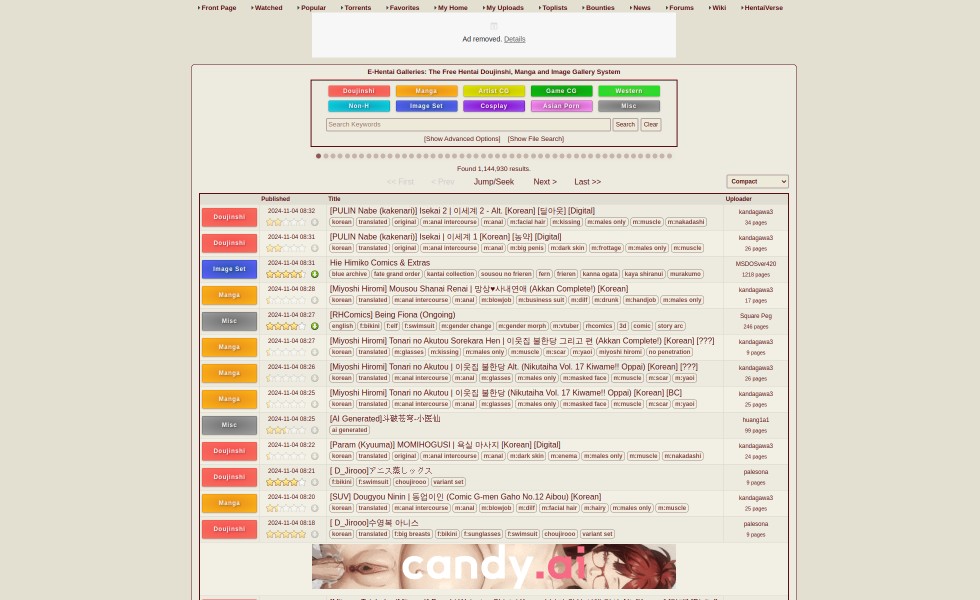 Front Page Watched Popular Torrents Favorites My Home My Uploads Toplists Bounties News Forums Wiki HentaiVerse
Ad removed. Details
E-Hentai Galleries: The Free Hentai Doujinshi, Manga and Image Gallery System
Doujinshi Manga Artist CG Game CG Western
Non-H Image Set Cosplay Asian Porn Misc
Search Keywords Search Clear
[Show Advanced Options] [Show File Search]
Found 1,144,930 results.
<< First < Prev Jump/Seek Next > Last >> Compact
Published Title Uploader
Doujinshi 2024-11-04 08:32 [PULIN Nabe (kakenari)] Isekai 2 | 이세계 2 - Alt. [Korean] [딜아웃] [Digital] kandagawa3
korean translated original m:anal intercourse m:anal m:big penis m:kissing m:males only m:muscle m:nakadashi 34 pages
Doujinshi 2024-11-04 08:31 [PULIN Nabe (kakenari)] Isekai | 이세계 1 [Korean] [농약] [Digital] kandagawa3
korean translated original m:anal intercourse m:anal m:big penis m:dark skin m:frottage m:males only m:muscle 26 pages
Image Set 2024-11-04 08:31 Hie Himiko Comics & Extras MSDOSver420
blue archive fate grand order kantai collection sousou no frieren fern frieren kanna ogata kaya shiranui murakumo 1218 pages
Manga 2024-11-04 08:28 [Miyoshi Hiromi] Mousou Shanai Renai | 망상♥사내연애 (Akkan Complete!) [Korean] kandagawa3
korean translated m:anal intercourse m:anal m:blowjob m:business suit m:dilf m:drunk m:handjob m:males only 17 pages
Misc 2024-11-04 08:27 [RHComics] Being Fiona (Ongoing) Square Peg
english f:bikini f:elf f:swimsuit m:gender change m:gender morph m:vtuber rhcomics 3d comic story arc 246 pages
Manga 2024-11-04 08:27 [Miyoshi Hiromi] Tonari no Akutou Sorekara Hen | 이웃집 불한당 그리고 편 (Akkan Complete!) [Korean] [???] kandagawa3
korean translated m:glasses m:kissing m:males only m:muscle m:scar m:yaoi miyoshi hiromi no penetration 9 pages
Manga 2024-11-04 08:26 [Miyoshi Hiromi] Tonari no Akutou | 이웃집 불한당 Alt. (Nikutaiha Vol. 17 Kiwame!! Oppai) [Korean] [???] kandagawa3
korean translated m:anal intercourse m:anal m:glasses m:males only m:masked face m:muscle m:scar m:yaoi 26 pages
Manga 2024-11-04 08:25 [Miyoshi Hiromi] Tonari no Akutou | 이웃집 불한당 (Nikutaiha Vol. 17 Kiwame!! Oppai) [Korean] [BC] kandagawa3
korean translated m:anal intercourse m:anal m:glasses m:males only m:masked face m:muscle m:scar m:yaoi 25 pages
Misc 2024-11-04 08:25 [AI Generated]斗破苍穹-小医仙 huang1a1
ai generated 99 pages
Doujinshi 2024-11-04 08:22 [Param (Kyuuma)] MOMIHOGUSI | 욕실 마사지 [Korean] [Digital] kandagawa3
korean translated original m:anal intercourse m:anal m:dark skin m:enema m:males only m:muscle m:nakadashi 24 pages
Doujinshi 2024-11-04 08:21 [ D_Jirooo]アニス蒸しックス palesona
f:bikini f:swimsuit choujirooo variant set 9 pages
Manga 2024-11-04 08:20 [SUV] Dougyou Ninin | 동업이인 (Comic G-men Gaho No.12 Aibou) [Korean] kandagawa3
korean translated m:anal intercourse m:anal m:blowjob m:dilf m:facial hair m:hairy m:males only m:muscle 25 pages
Doujinshi 2024-11-04 08:18 [ D_Jirooo]수영복 아니스 palesona
korean translated f:big breasts f:bikini f:sunglasses f:swimsuit choujirooo variant set 9 pages
candy.ai